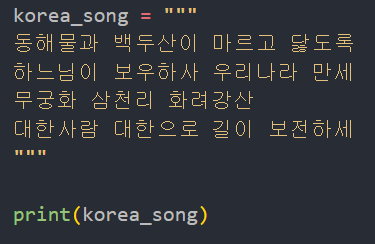 korea_song = """
동해물과 백두산이 마르고 닳도록
하느님이 보우하사 우리나라 만세
무궁화 삼천리 화려강산
대한사람 대한으로 길이 보전하세
"""
print(korea_song)